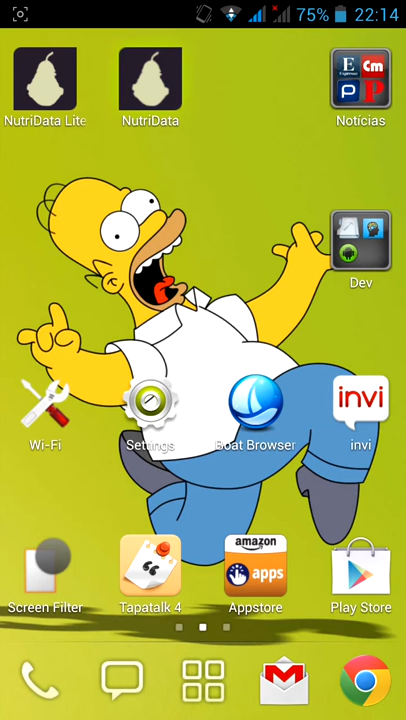 75% 22:14
E Cm
Expresso
P P
NutriData Lite NutriData Notícias
Dev
invi
Wi-Fi Settings Boat Browser invi
amazon
apps
Screen Filter Tapatalk 4 Appstore Play Store